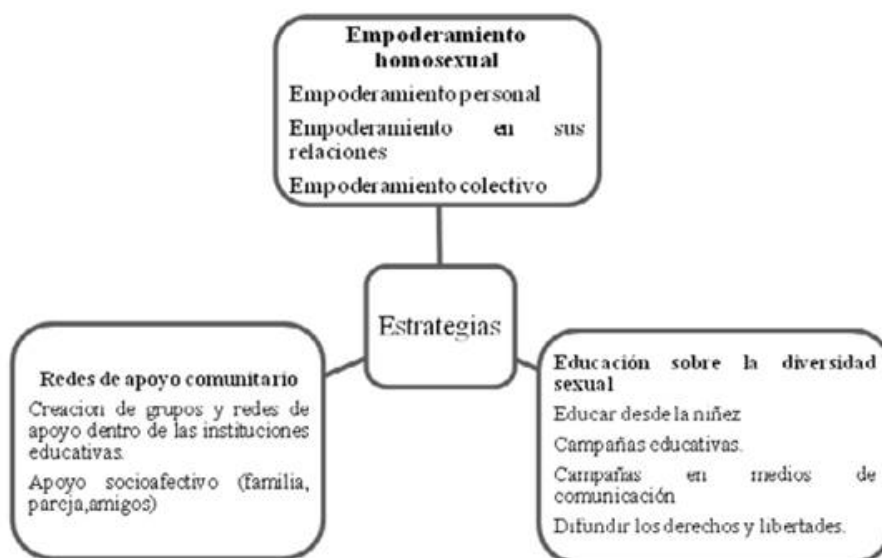 Empoderamiento
homosexual
Empoderamiento personal
Empoderamiento en sus
relaciones
Empoderamiento colectivo
Estrategias
Redes de apoyo comunitario
Creacion de grupos y redes de
apoyo dentro de las instituciones
educativas.
Apoyo socioafectivo (familia,
pareja,amigos)
Educación sobre la diversidad
sexual
Educar desde la niñez
Campañas educativas.
Campañas en medios de
comunicación
Difundir los derechos y libertades.